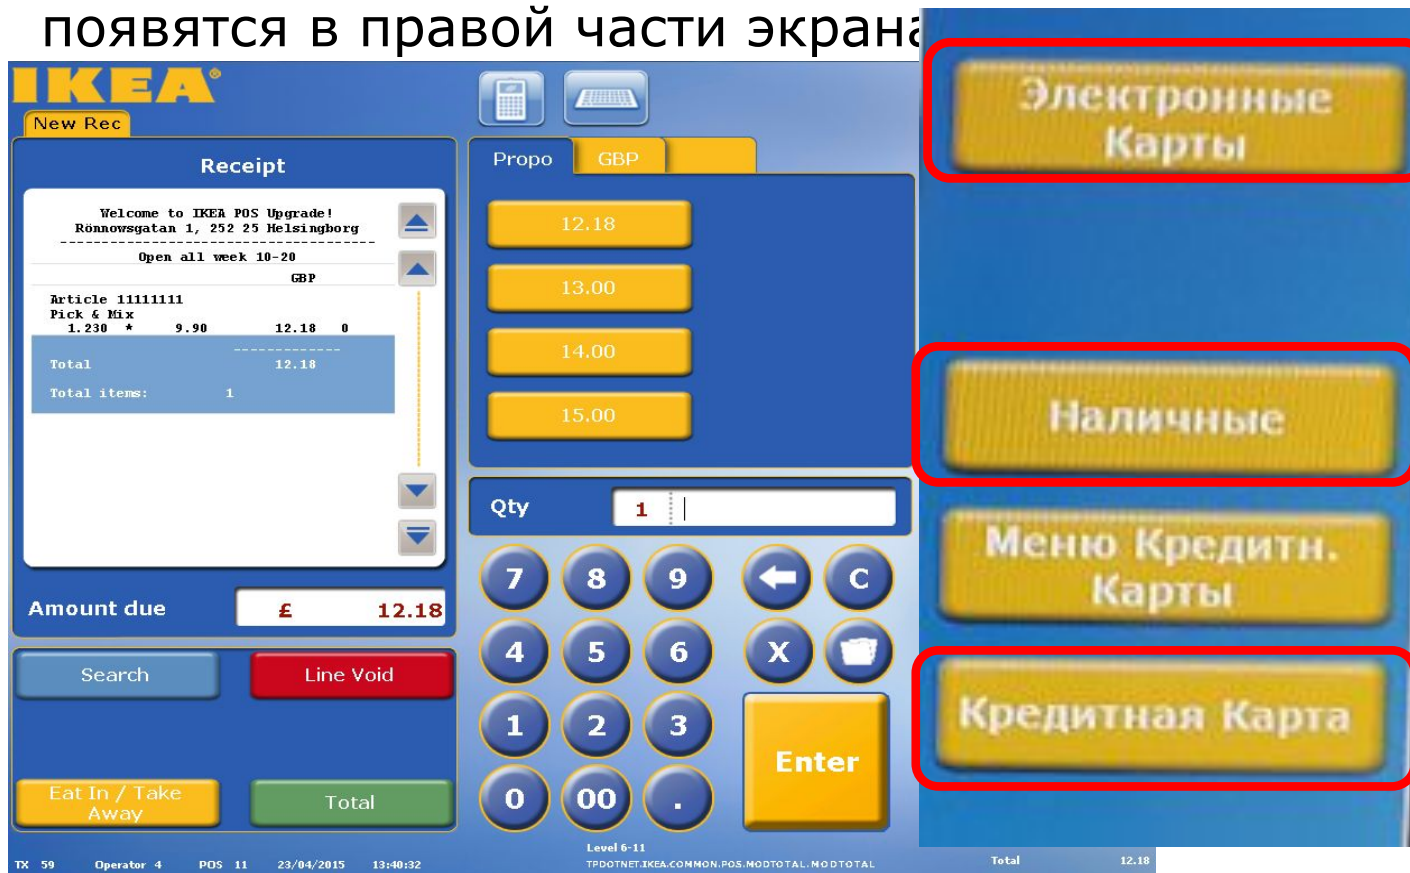 появятся в правой части экрана
IKEA®
New Rec
Receipt
Welcome to IKEA POS Upgrade!
Rönnowsgatan 1, 252 25 Helsingborg
------------------------------------
Open all week 10-20
GBP
Article 11111111
Pick & Mix
1.230 * 9.90 12.18 0
-------------
Total 12.18
Total items: 1
Amount due £ 12.18
Search
Line Void
Eat In / Take
Away
Total
Propo
GBP
12.18
13.00
14.00
15.00
Qty 1
7 8 9 C
4 5 6 X
1 2 3
Enter
0 00 .
Электронные
Карты
Наличные
Меню Кредитн.
Карты
Кредитная Карта
TX 59 Operator 4 POS 11 23/04/2015 13:40:32
Level 6-11
TPDOTNET.IKEA.COMMON.POS.MODTOTAL.MODTOTAL
Total 12.18